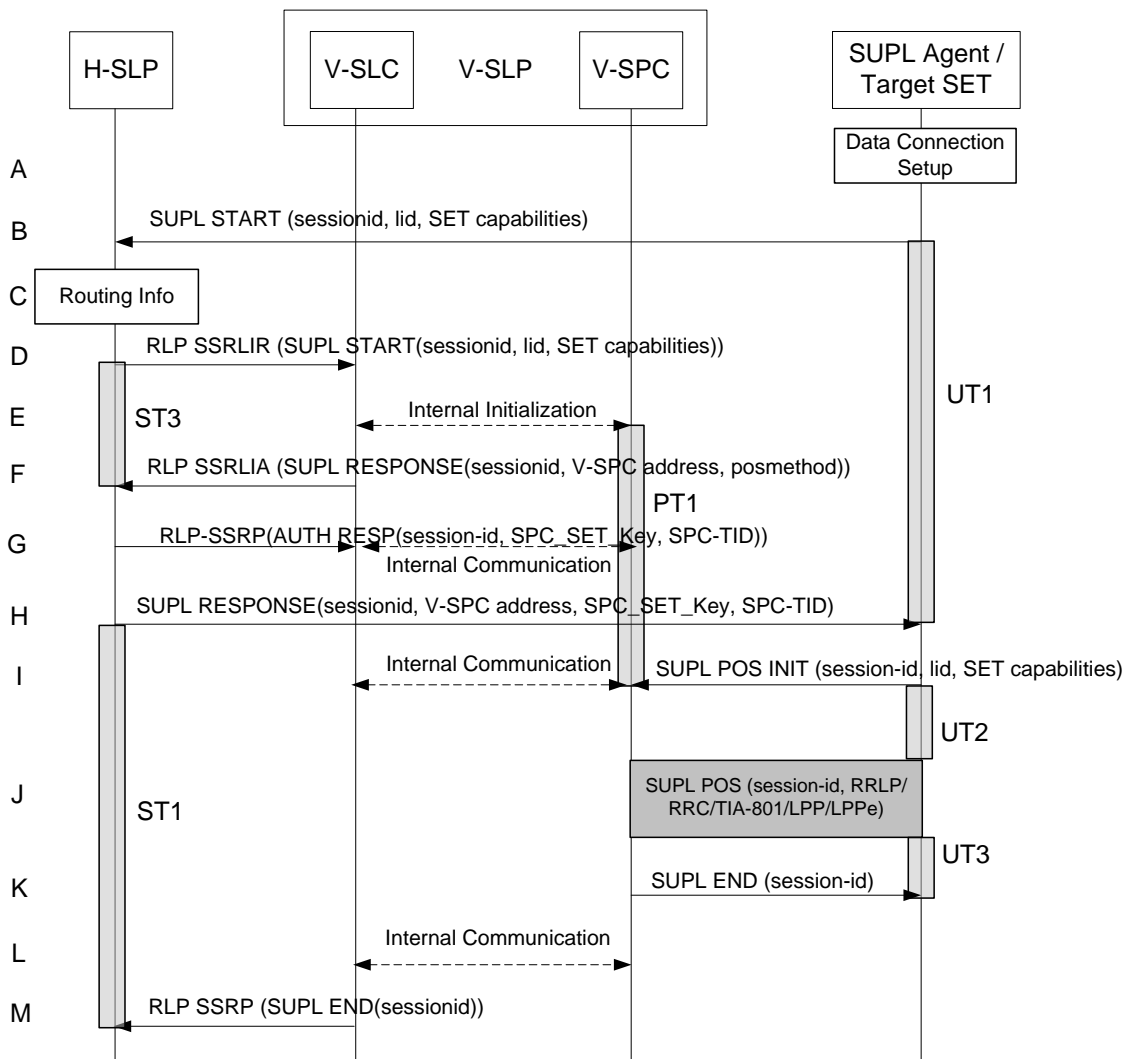 H-SLP
V-SLC
V-SLP
V-SPC
SUPL Agent /
Target SET
A
Data Connection
Setup
B
SUPL START (sessionid, lid, SET capabilities)
C
Routing Info
D
RLP SSRLIR (SUPL START(sessionid, lid, SET capabilities))
UT1
E
ST3
Internal Initialization
F
RLP SSRLIA (SUPL RESPONSE(sessionid, V-SPC address, posmethod))
PT1
G
RLP-SSRP(AUTH RESP(session-id, SPC_SET_Key, SPC-TID))
Internal Communication
H
SUPL RESPONSE(sessionid, V-SPC address, SPC_SET_Key, SPC-TID)
I
Internal Communication
SUPL POS INIT (session-id, lid, SET capabilities)
UT2
J
ST1
SUPL POS (session-id, RRLP/
RRC/TIA-801/LPP/LPPe)
UT3
K
SUPL END (session-id)
L
Internal Communication
M
RLP SSRP (SUPL END(sessionid))